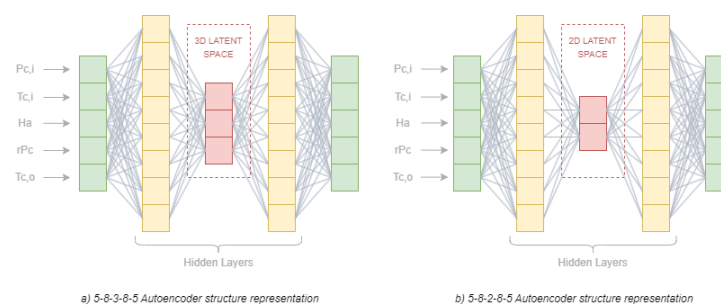 3D LATENT
SPACE
Pc,i
Tc,i
Ha
rPc
Tc,o
Hidden Layers
a) 5-8-3-8-5 Autoencoder structure representation
2D LATENT
SPACE
Pc,i
Tc,i
Ha
rPc
Tc,o
Hidden Layers
b) 5-8-2-8-5 Autoencoder structure representation